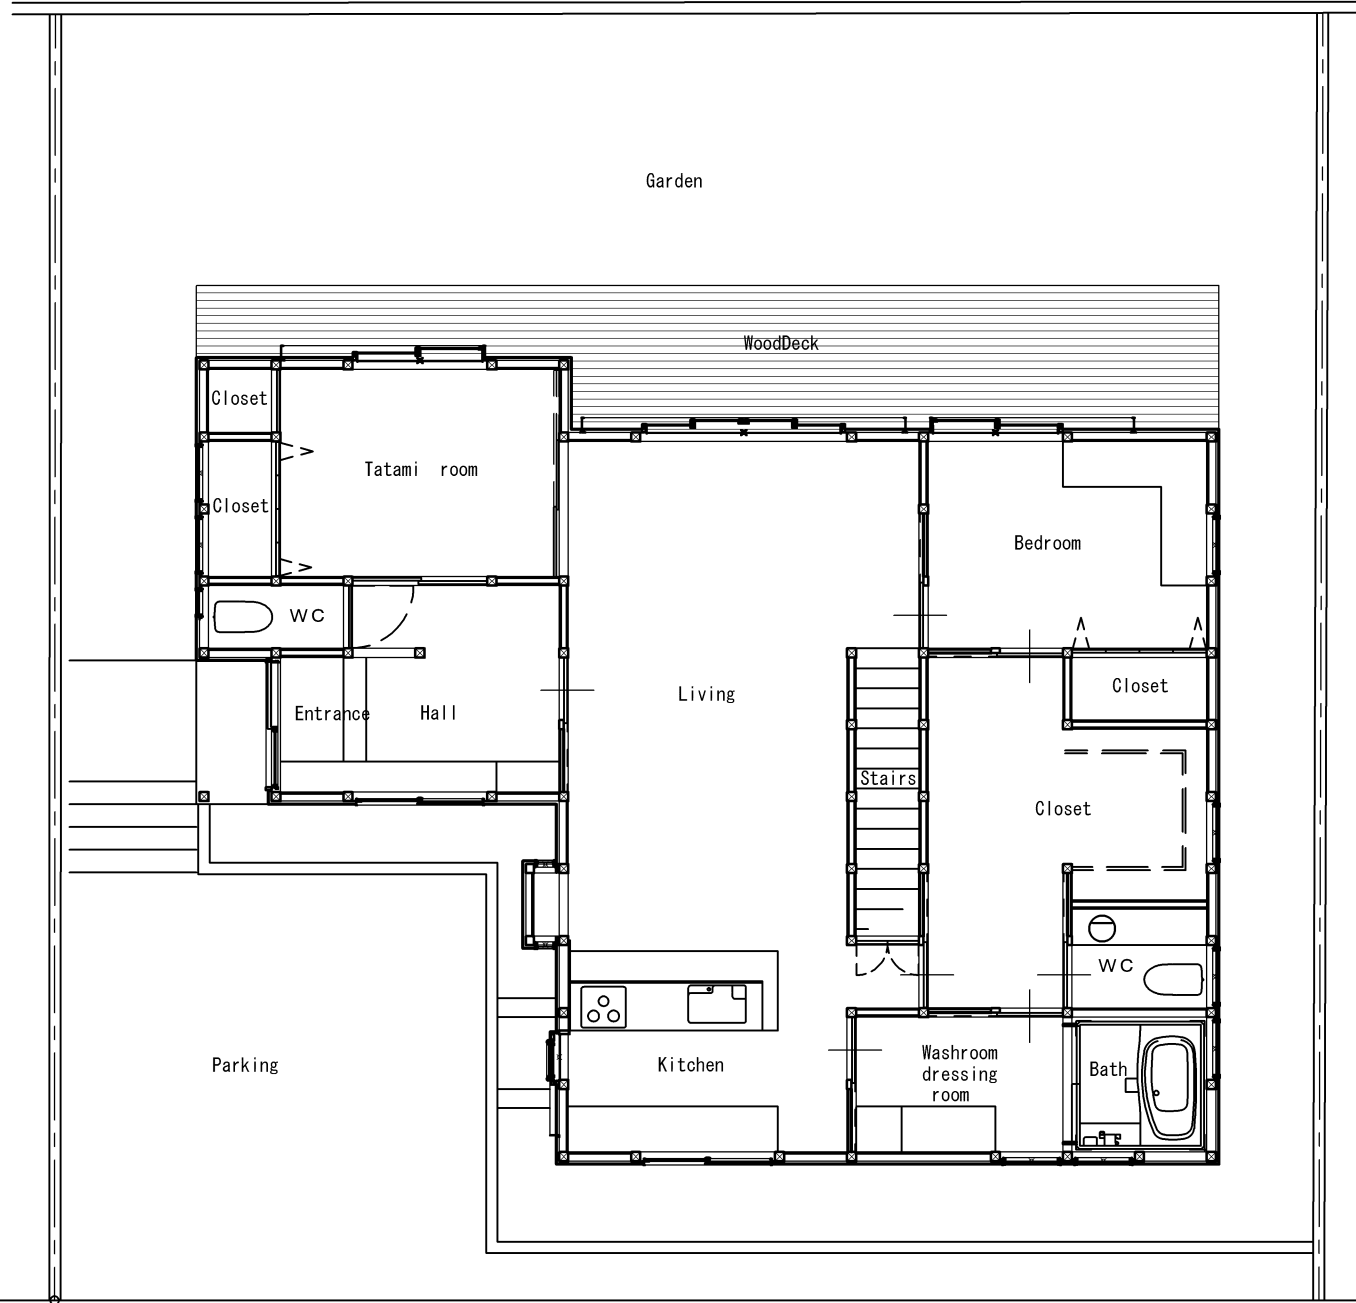 Garden
WoodDeck
Closet
Tatami room
Closet
Bedroom
WC
Closet
Living
Entrance
Hall
Stairs
Closet
WC
Kitchen
Washroom
dressing
room
Bath
Parking